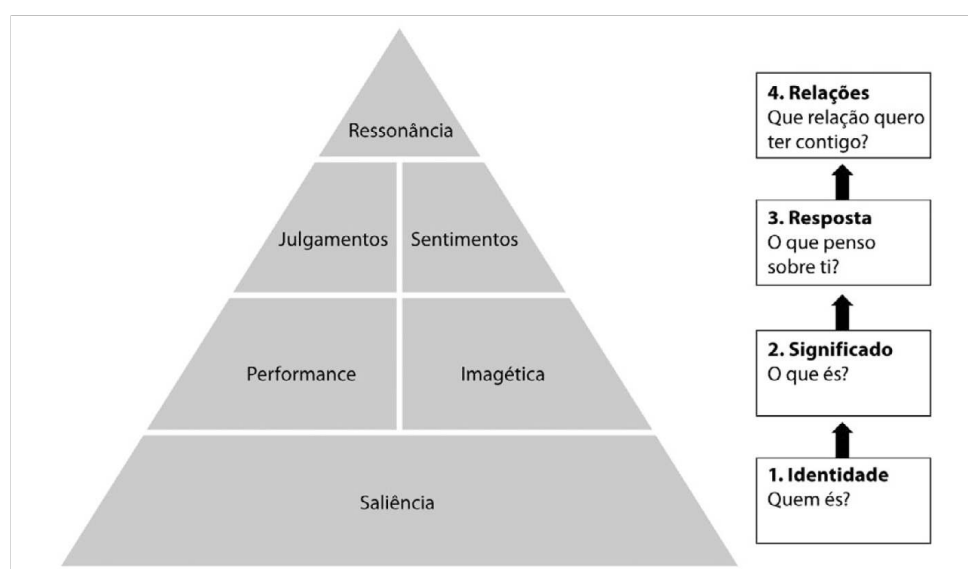 Ressonância
Julgamentos
Sentimentos
Performance
Imagética
Saliência
4. Relações
Que relação quero
ter contigo?
3. Resposta
O que penso
sobre ti?
2. Significado
O que és?
1. Identidade
Quem és?